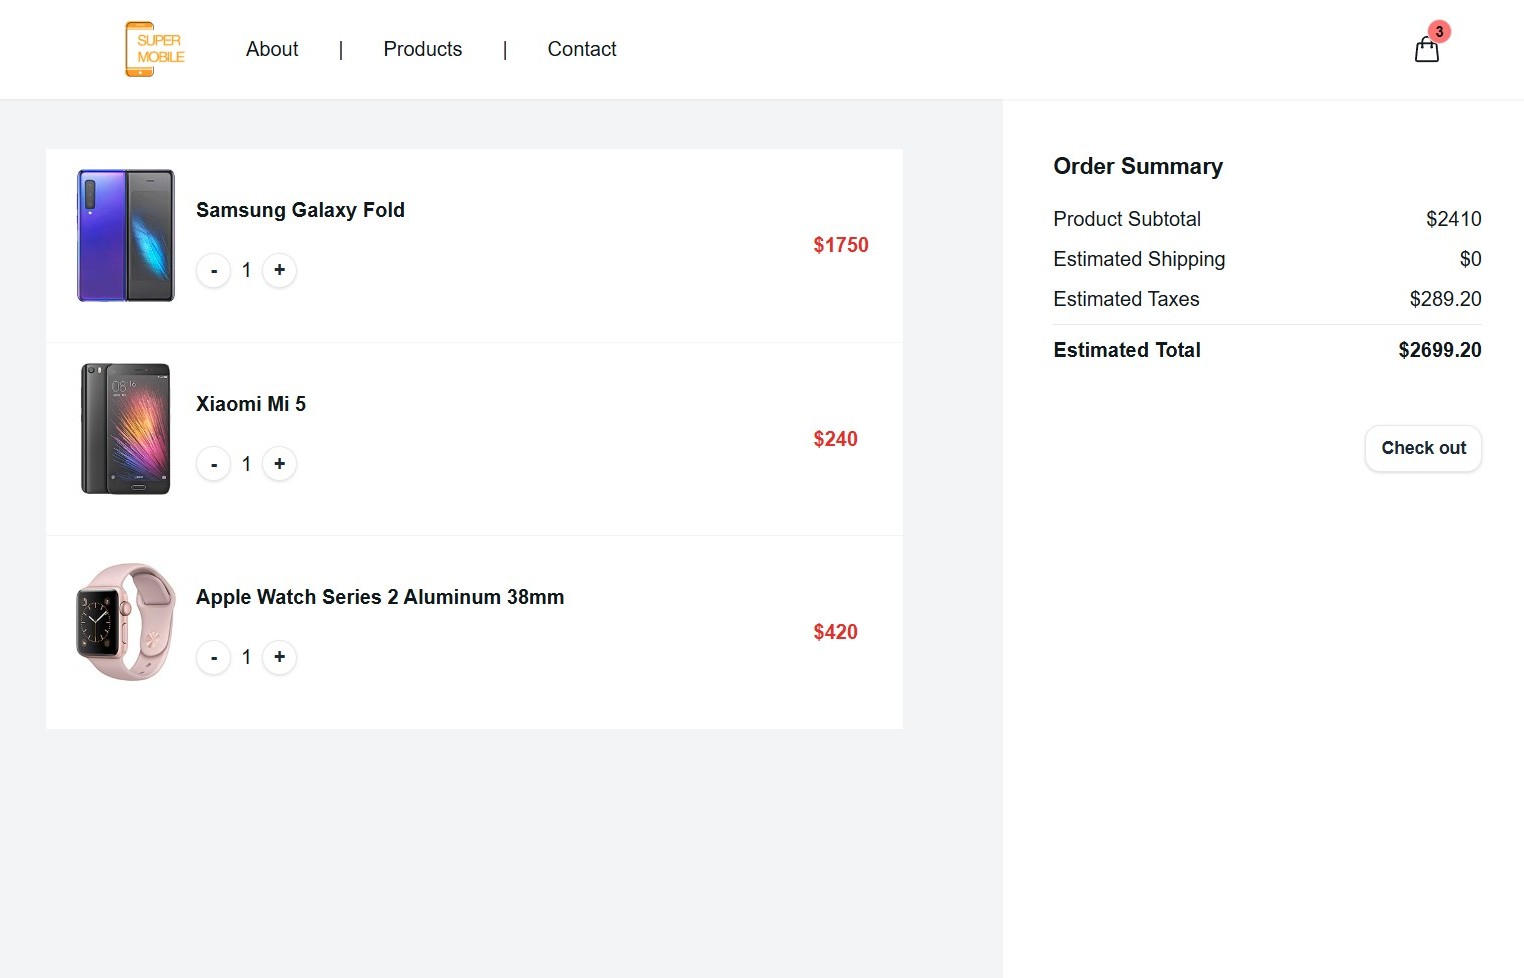 SUPER
MOBILE
About | Products | Contact
3
Samsung Galaxy Fold
- 1 +
$1750
08 16
Xiaomi Mi 5
- 1 +
$240
Apple Watch Series 2 Aluminum 38mm
- 1 +
$420
Order Summary
Product Subtotal $2410
Estimated Shipping $0
Estimated Taxes $289.20
Estimated Total $2699.20
Check out